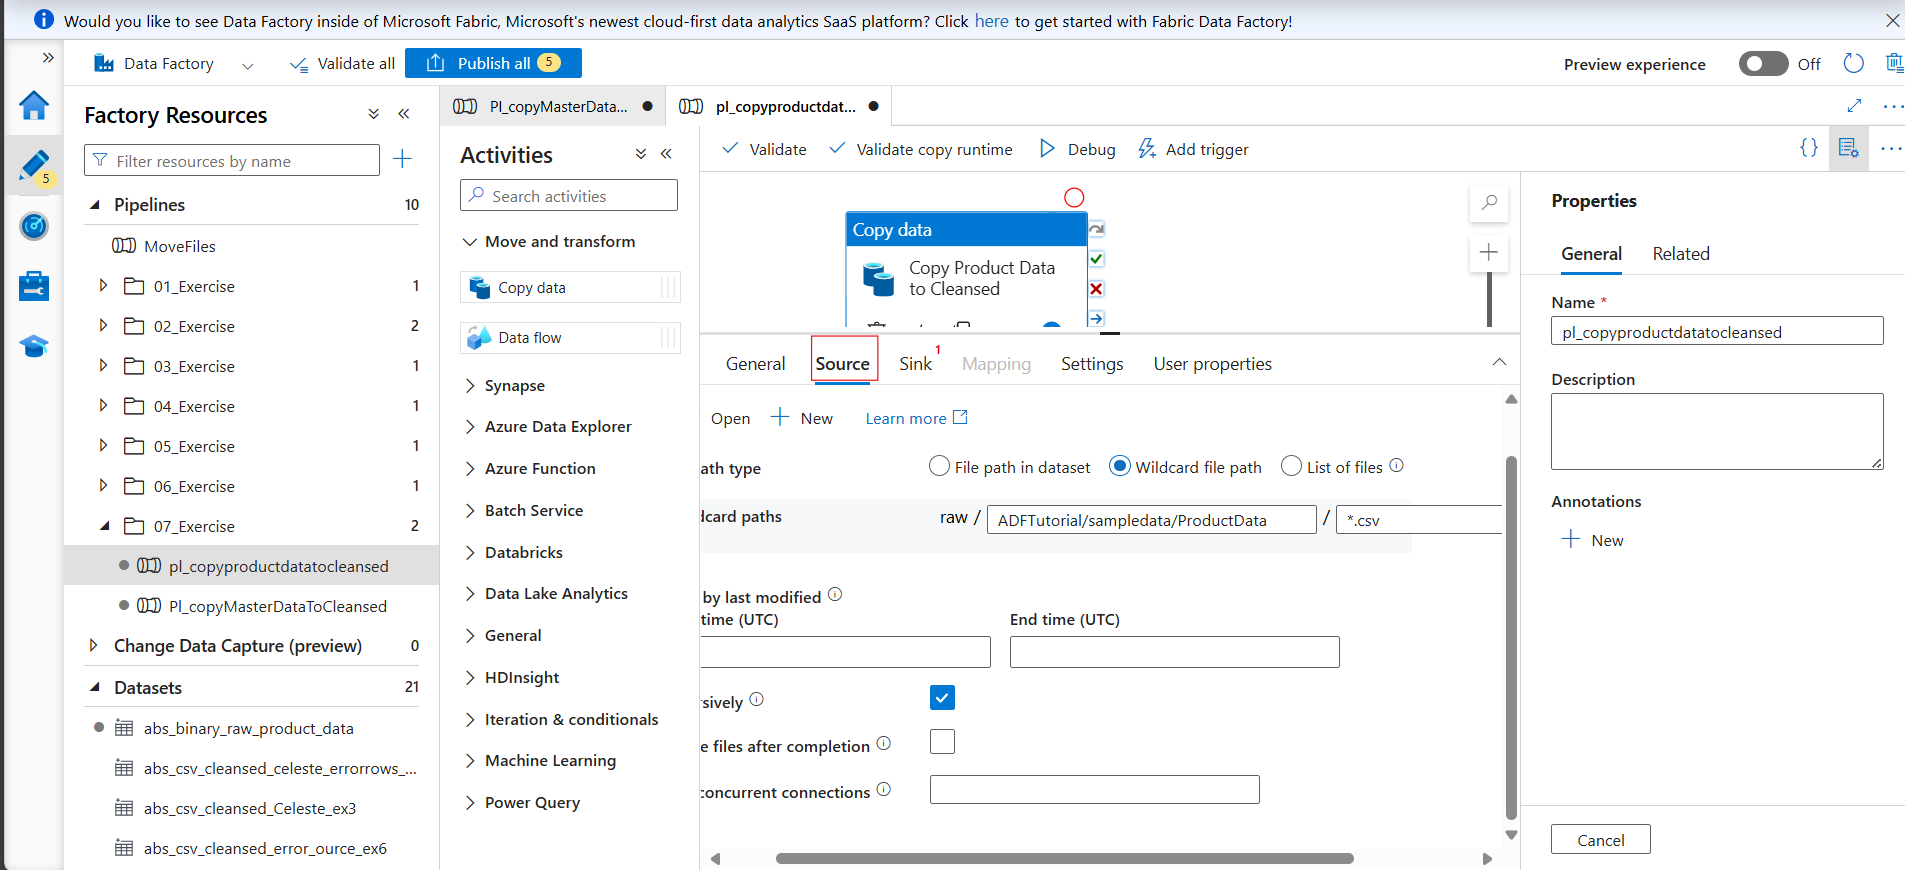 Would you like to see Data Factory inside of Microsoft Fabric, Microsoft's newest cloud-first data analytics SaaS platform? Click here to get started with Fabric Data Factory!
Data Factory
Validate all
Publish all 5
Preview experience
Off
5
Factory Resources
Filter resources by name
Pipelines 10
MoveFiles
01_Exercise 1
02_Exercise 2
03_Exercise 1
04_Exercise 1
05_Exercise 1
06_Exercise 1
07_Exercise 2
pl_copyproductdatatocleansed
Pl_copyMasterDataToCleansed
Change Data Capture (preview) 0
Datasets 21
abs_binary_raw_product_data
abs_csv_cleansed_celeste_errorrows_...
abs_csv_cleansed_Celeste_ex3
abs_csv_cleansed_error_ource_ex6
Pl_copyMasterData...
pl_copyproductdat...
Activities
Search activities
Move and transform
Copy data
Data flow
Synapse
Azure Data Explorer
Azure Function
Batch Service
Databricks
Data Lake Analytics
General
HDInsight
Iteration & conditionals
Machine Learning
Power Query
Validate
Validate copy runtime
Debug
Add trigger
{}
Copy data
Copy Product Data
to Cleansed
General
Source
Sink 1
Mapping
Settings
User properties
Open
New
Learn more
ath type
File path in dataset
Wildcard file path
List of files
dcard paths
raw / ADFTutorial/sampledata/ProductData / *.csv
by last modified
time (UTC)
End time (UTC)
sively
e files after completion
concurrent connections
Properties
General
Related
Name *
pl_copyproductdatatocleansed
Description
Annotations
New
Cancel